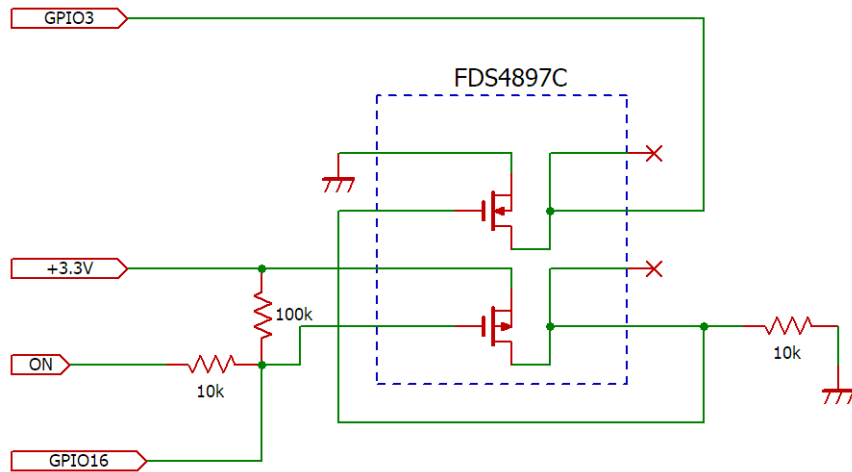 GPIO3
FDS4897C
+3.3V
100k
ON
10k
10k
GPIO16